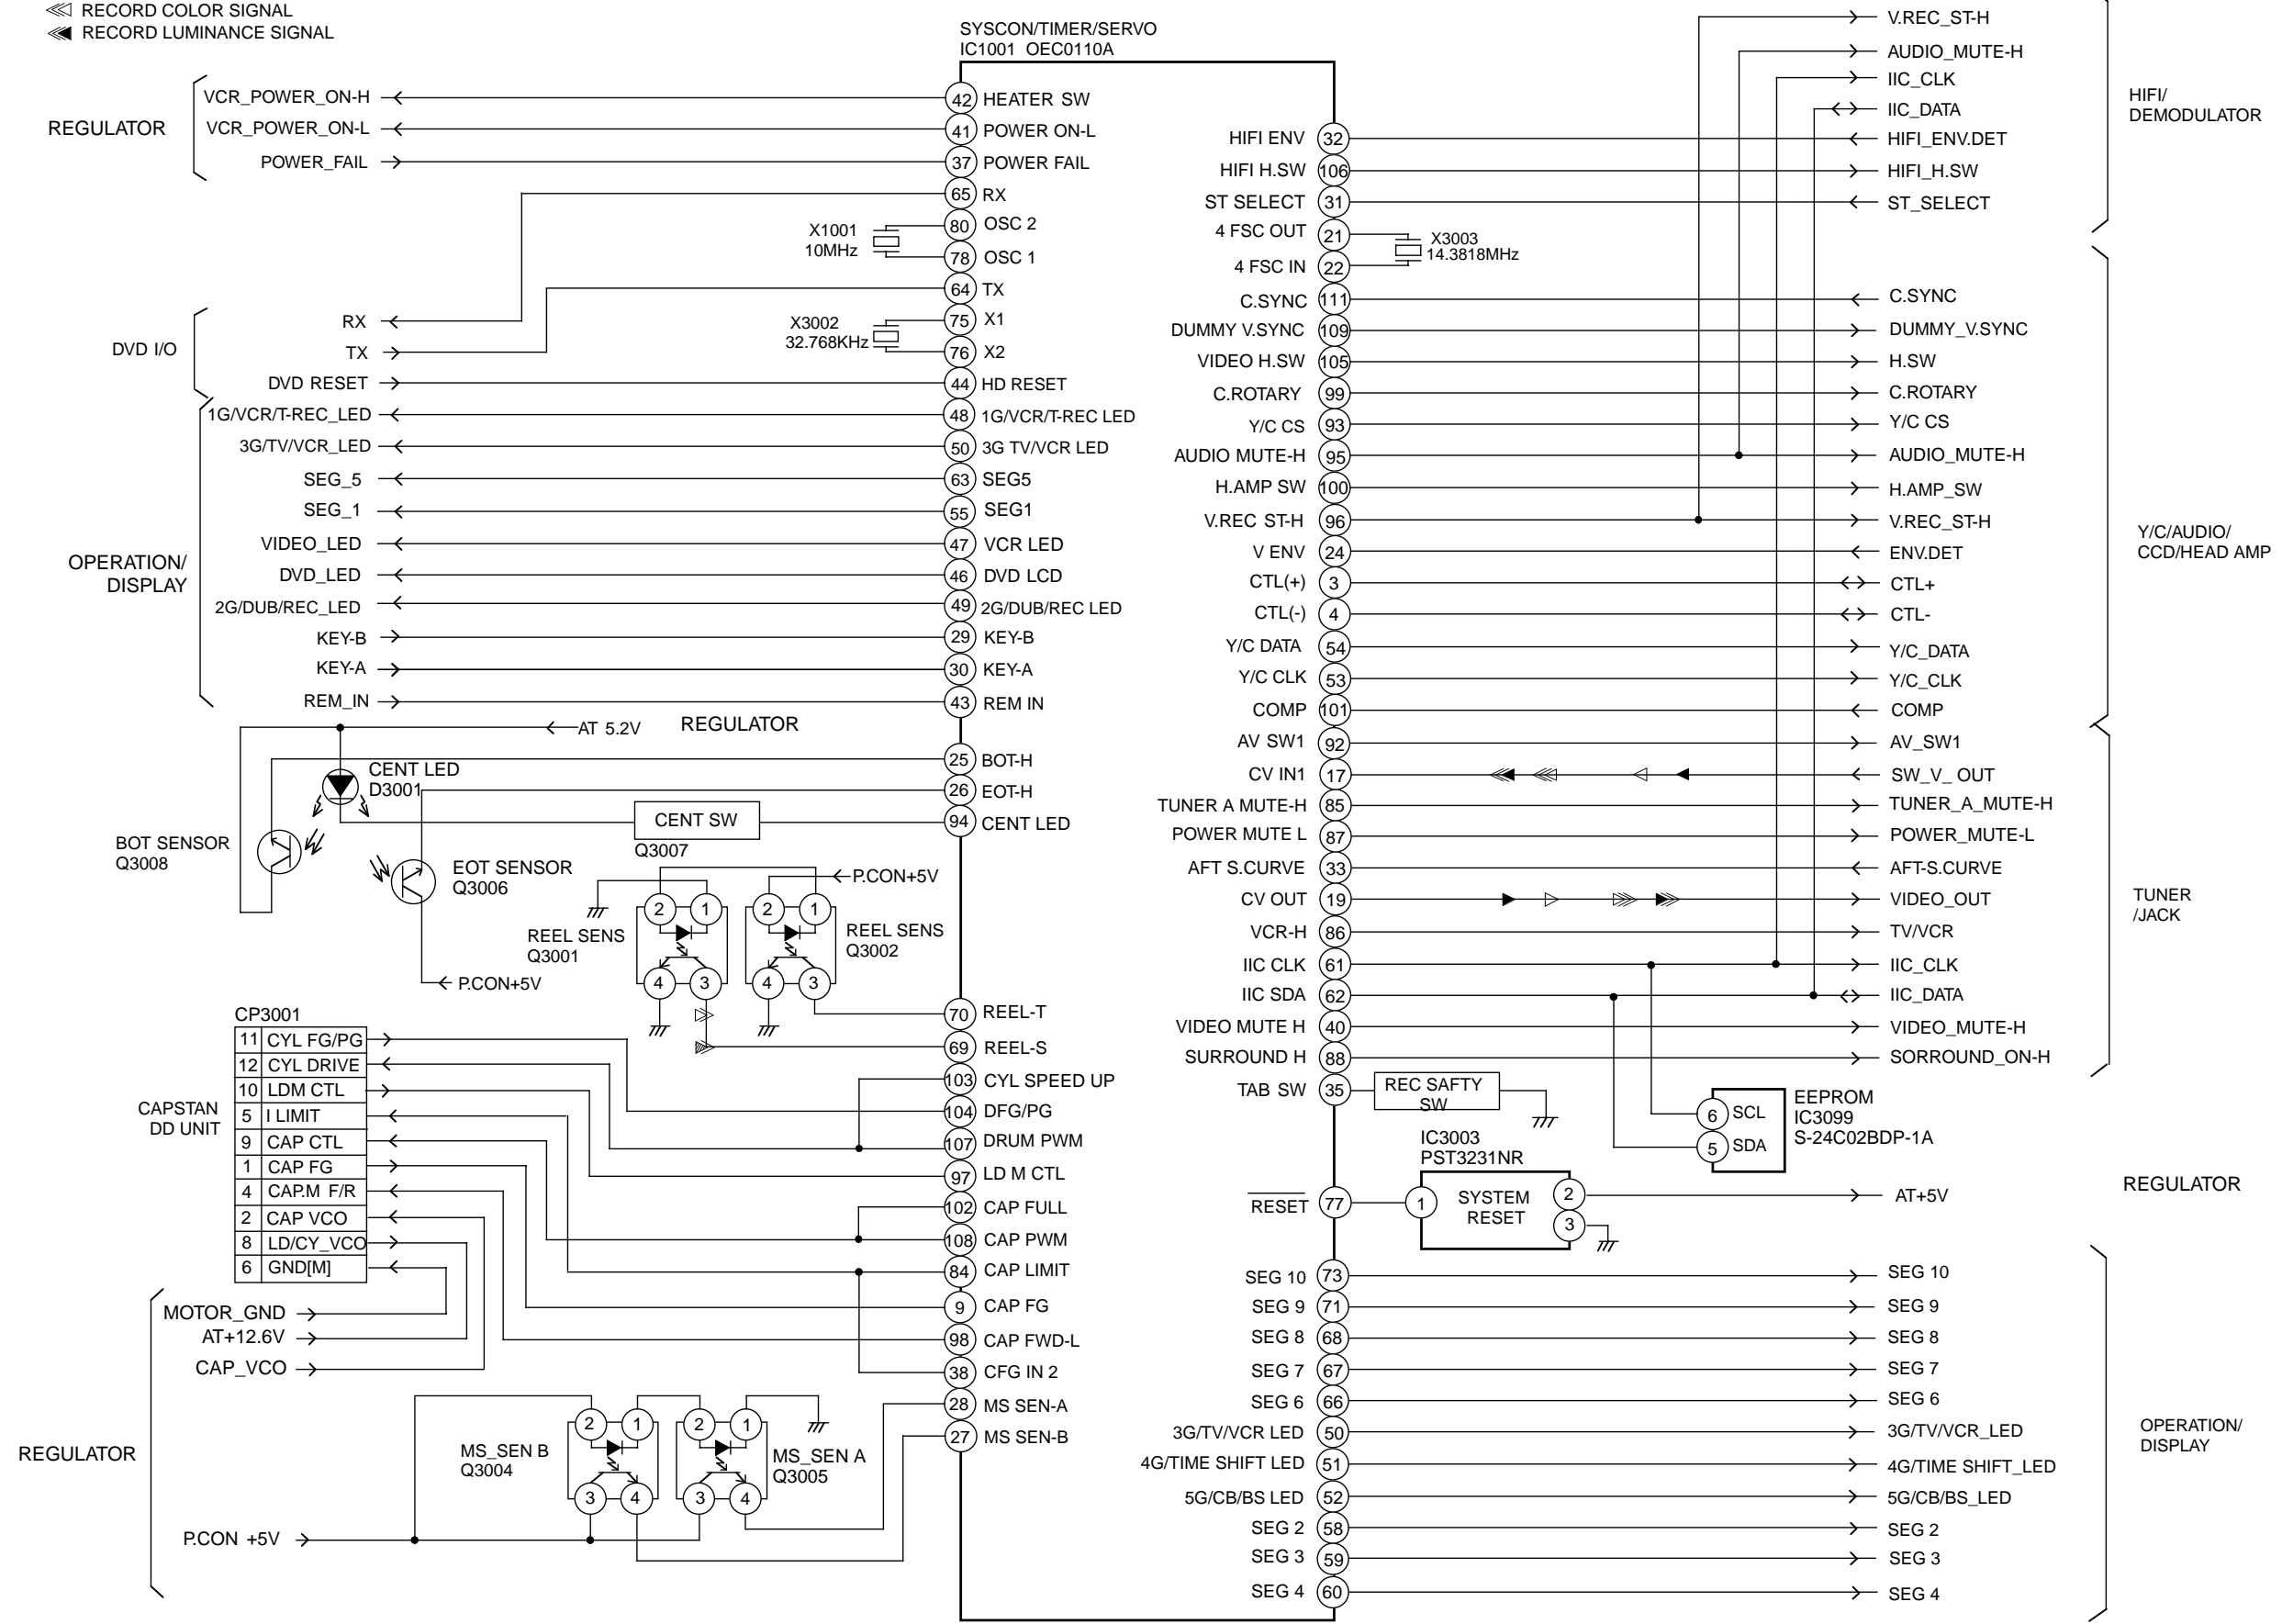 RECORD COLOR SIGNAL
RECORD LUMINANCE SIGNAL
SYSCON/TIMER/SERVO
IC1001 OEC0110A
REGULATOR
VCR_POWER_ON-H
VCR_POWER_ON-L
POWER_FAIL
42 HEATER SW
41 POWER ON-L
37 POWER FAIL
65 RX
80 OSC 2
X1001
10MHz
78 OSC 1
64 TX
75 X1
X3002
32.768KHz
76 X2
DVD I/O
RX
TX
DVD RESET
44 HD RESET
OPERATION/
DISPLAY
1G/VCR/T-REC_LED
48 1G/VCR/T-REC LED
3G/TV/VCR_LED
50 3G TV/VCR LED
SEG_5
63 SEG5
SEG_1
55 SEG1
VIDEO_LED
47 VCR LED
DVD_LED
46 DVD LCD
2G/DUB/REC_LED
49 2G/DUB/REC LED
KEY-B
29 KEY-B
KEY-A
30 KEY-A
REM_IN
43 REM IN
AT 5.2V
REGULATOR
25 BOT-H
CENT LED
D3001
26 EOT-H
CENT SW
Q3007
94 CENT LED
BOT SENSOR
Q3008
EOT SENSOR
Q3006
P.CON+5V
P.CON+5V
2 1
4 3
REEL SENS
Q3001
2 1
4 3
REEL SENS
Q3002
70 REEL-T
69 REEL-S
103 CYL SPEED UP
104 DFG/PG
107 DRUM PWM
97 LD M CTL
102 CAP FULL
108 CAP PWM
84 CAP LIMIT
9 CAP FG
98 CAP FWD-L
38 CFG IN 2
28 MS SEN-A
27 MS SEN-B
CP3001
CAPSTAN
DD UNIT
11 CYL FG/PG
12 CYL DRIVE
10 LDM CTL
5 I LIMIT
9 CAP CTL
1 CAP FG
4 CAP.M F/R
2 CAP VCO
8 LD/CY_VCO
6 GND[M]
REGULATOR
MOTOR_GND
AT+12.6V
CAP_VCO
P.CON +5V
MS_SEN B
Q3004
2 1
3 4
MS_SEN A
Q3005
2 1
3 4
V.REC_ST-H
AUDIO_MUTE-H
IIC_CLK
IIC_DATA
HIFI/
DEMODULATOR
HIFI ENV 32 HIFI_ENV.DET
HIFI H.SW 106 HIFI_H.SW
ST SELECT 31 ST_SELECT
4 FSC OUT 21
X3003
14.3818MHz
4 FSC IN 22
C.SYNC 111 C.SYNC
DUMMY V.SYNC 109 DUMMY_V.SYNC
VIDEO H.SW 105 H.SW
C.ROTARY 99 C.ROTARY
Y/C CS 93 Y/C CS
AUDIO MUTE-H 95 AUDIO_MUTE-H
H.AMP SW 100 H.AMP_SW
V.REC ST-H 96 V.REC_ST-H
V ENV 24 ENV.DET
CTL(+) 3 CTL+
CTL(-) 4 CTL-
Y/C DATA 54 Y/C_DATA
Y/C CLK 53 Y/C_CLK
COMP 101 COMP
Y/C/AUDIO/
CCD/HEAD AMP
AV SW1 92 AV_SW1
CV IN1 17 SW_V_ OUT
TUNER A MUTE-H 85 TUNER_A_MUTE-H
POWER MUTE L 87 POWER_MUTE-L
AFT S.CURVE 33 AFT-S.CURVE
CV OUT 19 VIDEO_OUT
VCR-H 86 TV/VCR
IIC CLK 61 IIC_CLK
IIC SDA 62 IIC_DATA
VIDEO MUTE H 40 VIDEO_MUTE-H
SURROUND H 88 SORROUND_ON-H
TUNER
/JACK
TAB SW 35
REC SAFTY
SW
6 SCL
5 SDA
EEPROM
IC3099
S-24C02BDP-1A
IC3003
PST3231NR
RESET 77
1 SYSTEM
RESET
2
3
AT+5V
REGULATOR
SEG 10 73 SEG 10
SEG 9 71 SEG 9
SEG 8 68 SEG 8
SEG 7 67 SEG 7
SEG 6 66 SEG 6
3G/TV/VCR LED 50 3G/TV/VCR_LED
4G/TIME SHIFT LED 51 4G/TIME SHIFT_LED
5G/CB/BS LED 52 5G/CB/BS_LED
SEG 2 58 SEG 2
SEG 3 59 SEG 3
SEG 4 60 SEG 4
OPERATION/
DISPLAY